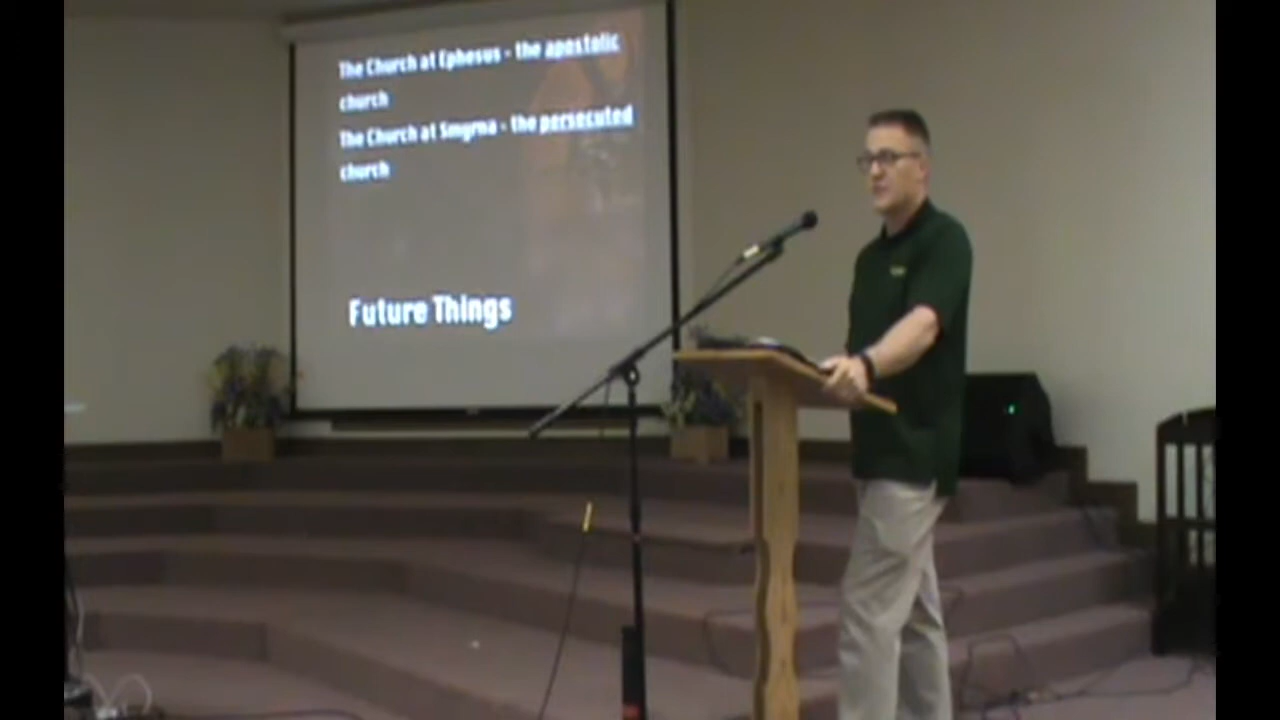 The Church at Ephesus - the apostolic
church
The Church at Smyrna - the persecuted
church
Future Things